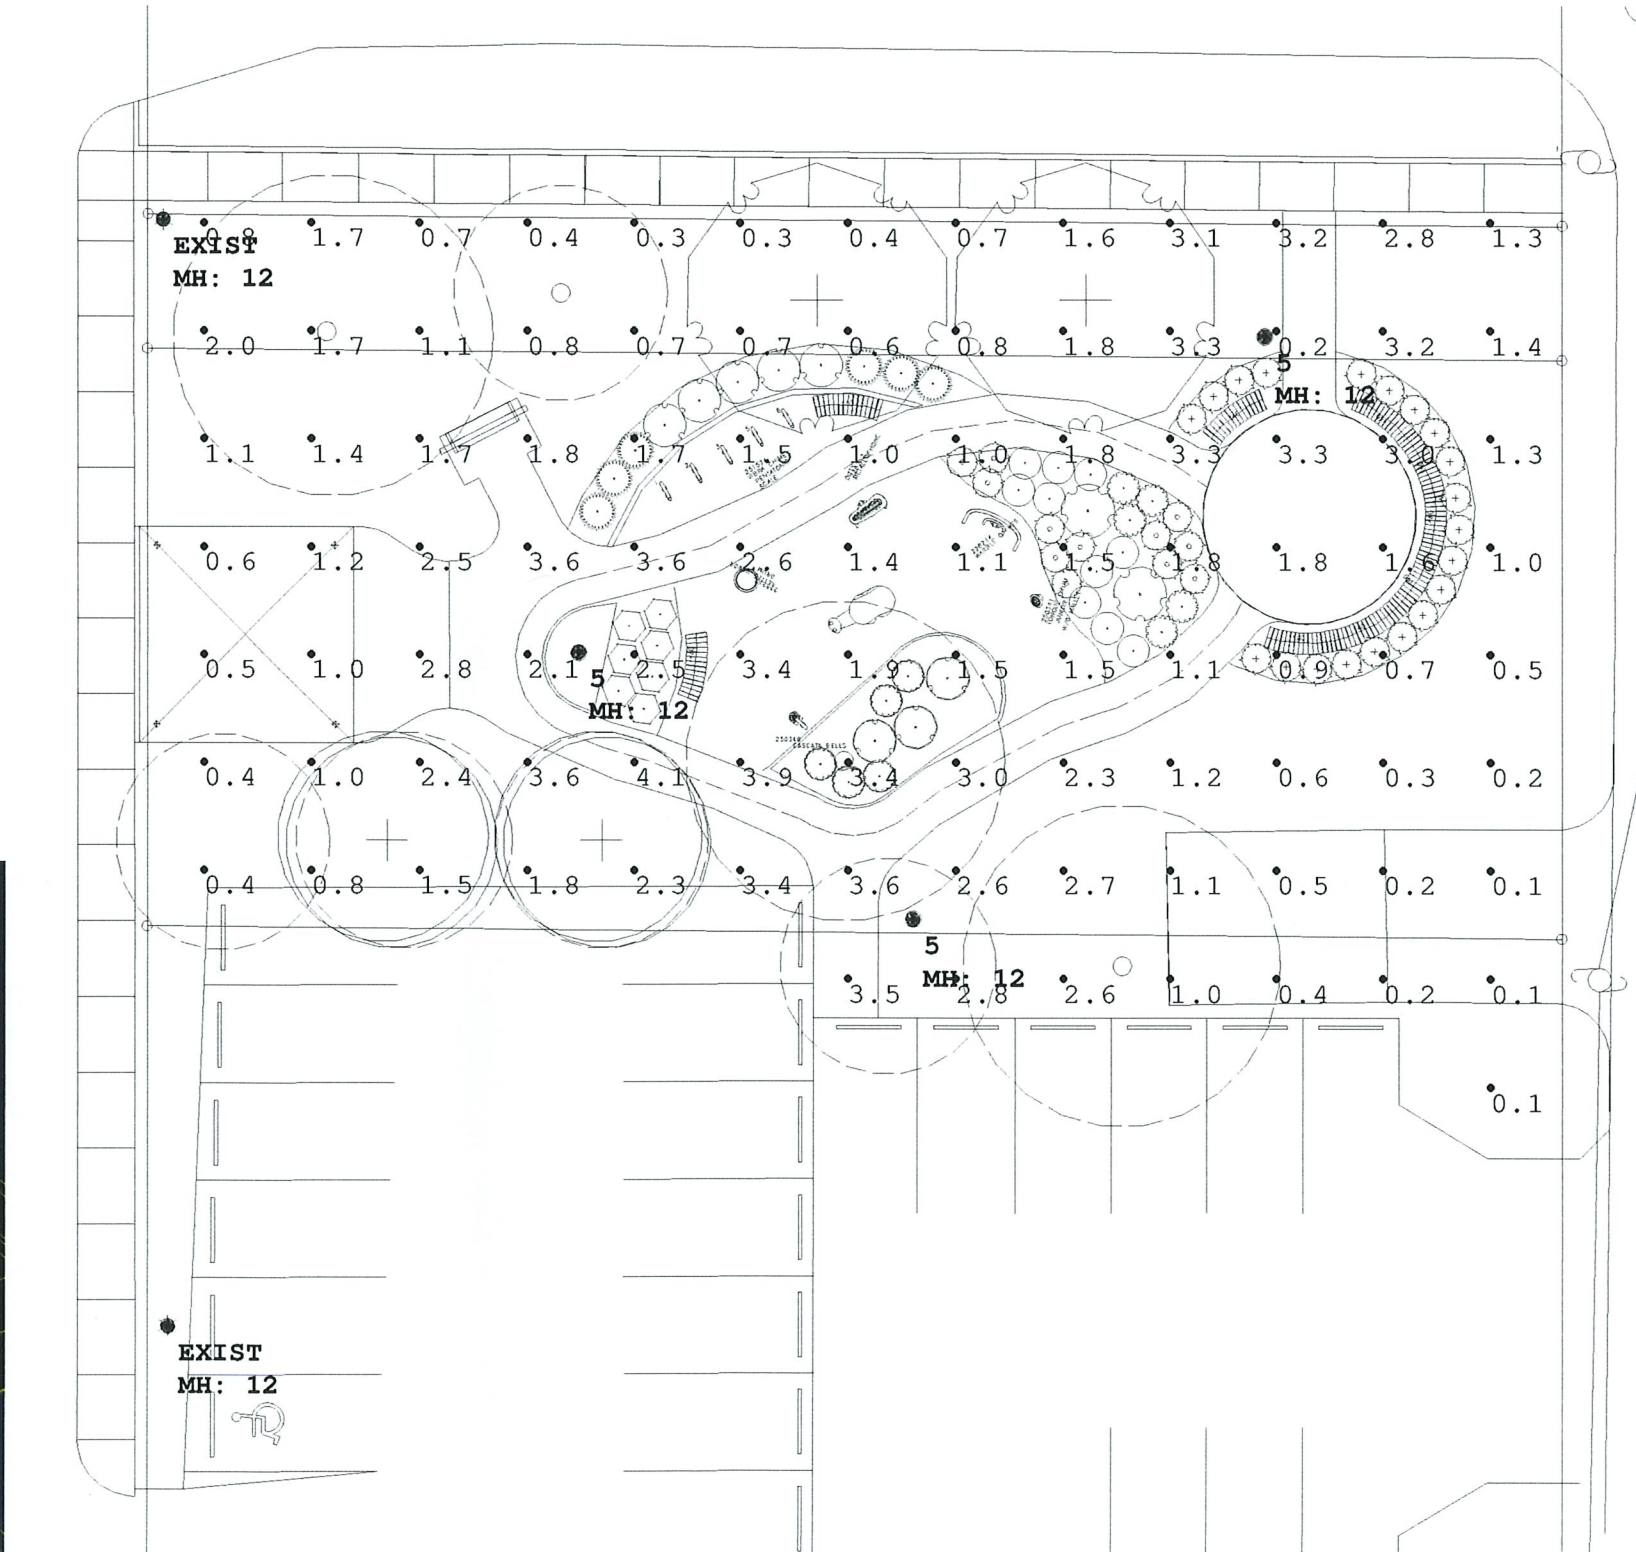 0.8 1.7 0.7 0.4 0.3 0.3 0.4 0.7 1.6 3.1 3.2 2.8 1.3
EXIST
MH: 12
2.0 1.7 1.1 0.8 0.7 0.7 0.6 0.8 1.8 3.3 0.2 3.2 1.4
5
MH: 12
1.1 1.4 1.7 1.8 1.7 1.5 1.0 1.0 1.8 3.3 3.3 3.0 1.3
0.6 1.2 2.5 3.6 3.6 2.6 1.4 1.1 1.5 1.8 1.8 1.6 1.0
0.5 1.0 2.8 2.1 2.5 3.4 1.9 1.5 1.5 1.1 0.9 0.7 0.5
5
MH: 12
CASCATA BELLS
0.4 1.0 2.4 3.6 4.1 3.9 3.4 3.0 2.3 1.2 0.6 0.3 0.2
0.4 0.8 1.5 1.8 2.3 3.4 3.6 2.6 2.7 1.1 0.5 0.2 0.1
5
MH: 12
3.5 2.8 2.6 1.0 0.4 0.2 0.1
0.1
EXIST
MH: 12